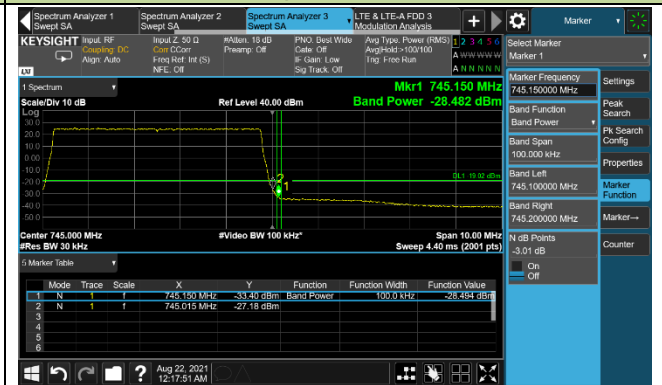 Spectrum Analyzer 1
Swept SA
Spectrum Analyzer 2
Swept SA
Spectrum Analyzer 3
Swept SA
LTE & LTE-A FDD 3
Modulation Analysis
Marker
KEYSIGHT
Input: RF
Coupling: DC
Align: Auto
Input Z: 50 Ω
Corr CCorr
Freq Ref: Int (S)
NFE: Off
#Atten: 18 dB
Preamp: Off
PNO: Best Wide
Gate: Off
IF Gain: Low
Sig Track: Off
Avg Type: Power (RMS)
Avg|Hold:>100/100
Trig: Free Run
1 2 3 4 5 6
A W W W W W
A N N N N N
LXI
Select Marker
Marker 1
1 Spectrum
Scale/Div 10 dB
Ref Level 40.00 dBm
Mkr1 745.150 MHz
Band Power -28.482 dBm
Log
30.0
20.0
10.0
0.00
-10.0
-20.0
-30.0
-40.0
-50.0
2
1
Center 745.000 MHz
#Res BW 30 kHz
#Video BW 100 kHz*
Span 10.00 MHz
Sweep 4.40 ms (2001 pts)
5 Marker Table
Mode Trace Scale X Y Function Function Width Function Value
1 N 1 f 745.150 MHz -33.40 dBm Band Power 100.0 kHz -28.494 dBm
2 N 1 f 745.015 MHz -27.18 dBm
3
4
5
6
Aug 22, 2021
12:17:51 AM
Marker Frequency
745.150000 MHz
Band Function
Band Power
Band Span
100.000 kHz
Band Left
745.100000 MHz
Band Right
745.200000 MHz
N dB Points
-3.01 dB
On
Off
Settings
Peak
Search
Pk Search
Config
Properties
Marker
Function
Marker→
Counter